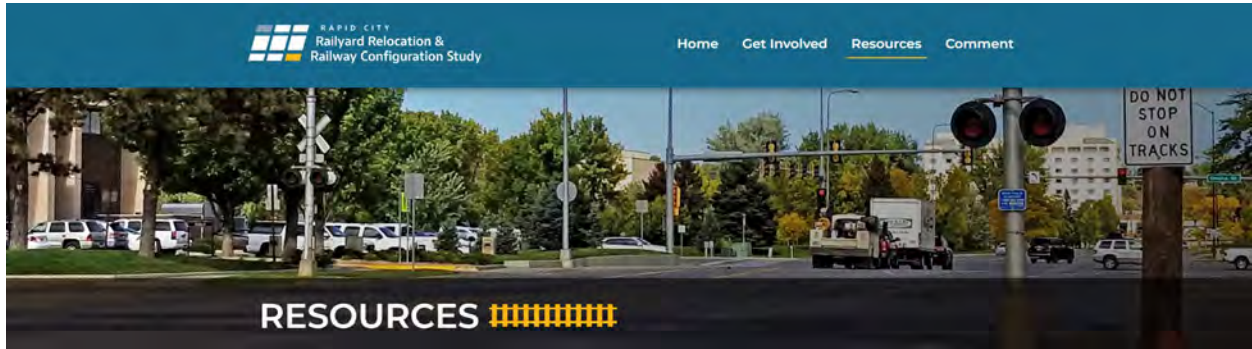 RAPID CITY
Railyard Relocation &
Railway Configuration Study
Home Get Involved Resources Comment
DO NOT
STOP
ON
TRACKS
RESOURCES